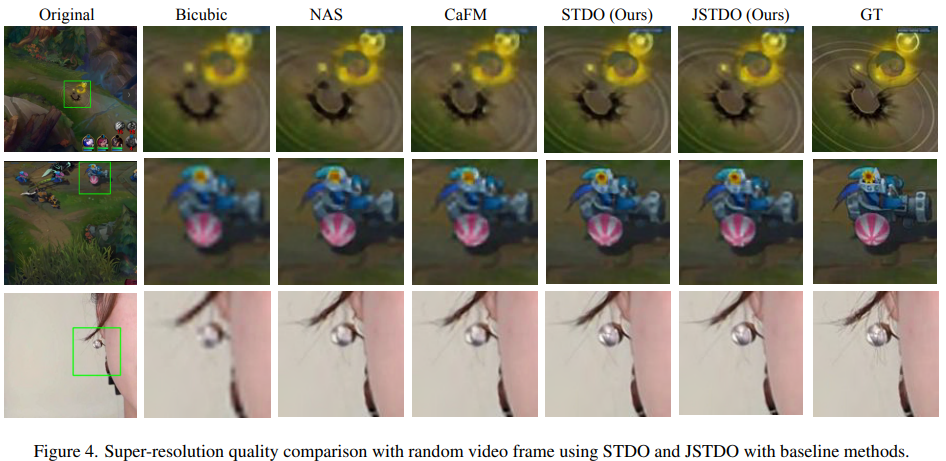 Original Bicubic NAS CaFM STDO (Ours) JSTDO (Ours) GT
Figure 4. Super-resolution quality comparison with random video frame using STDO and JSTDO with baseline methods.